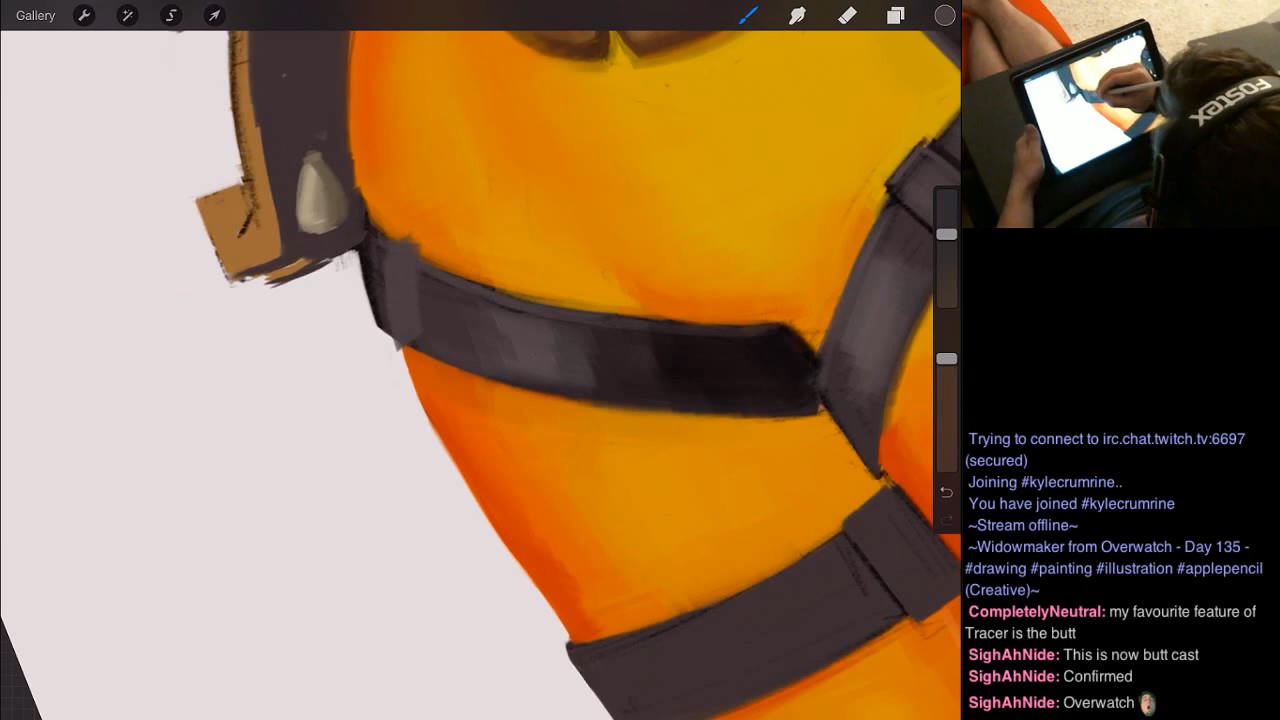 Gallery
FOSTEX
Trying to connect to irc.chat.twitch.tv:6697
(secured)
Joining #kylecrumrine..
You have joined #kylecrumrine
~Stream offline~
~Widowmaker from Overwatch - Day 135 -
#drawing #painting #illustration #applepencil
(Creative)~
CompletelyNeutral: my favourite feature of
Tracer is the butt
SighAhNide: This is now butt cast
SighAhNide: Confirmed
SighAhNide: Overwatch